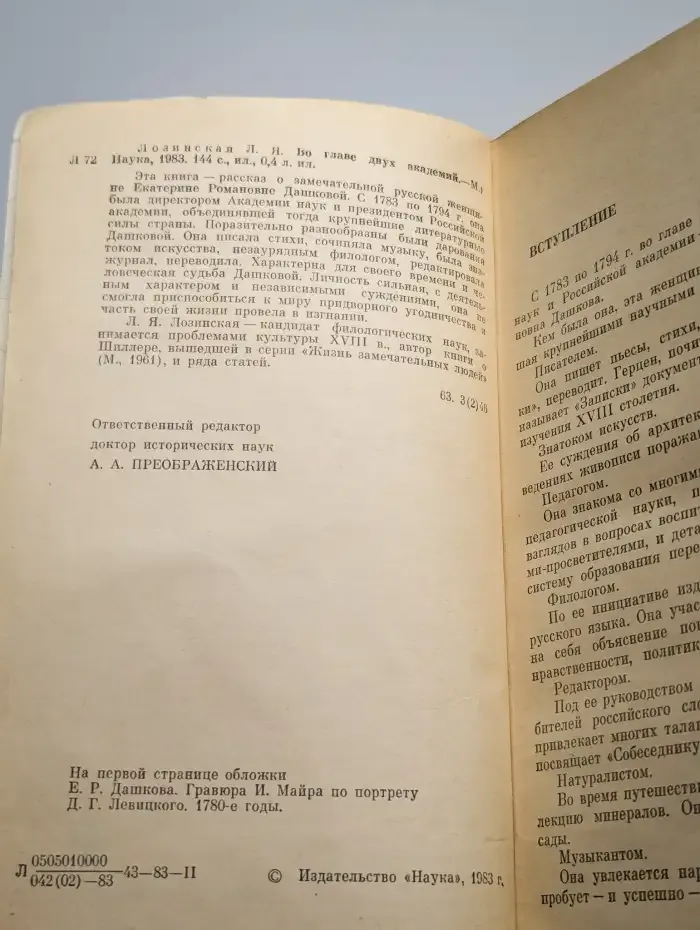 Лозинская Л. Я. Во главе двух академий.—М.:
Л 72 Наука, 1983. 144 с., ил., 0,4 л. ил.
Эта книга — рассказ о замечательной русской женщи-
не Екатерине Романовне Дашковой. С 1783 по 1794 г. она
была директором Академии наук и президентом Российской
академии, объединявшей тогда крупнейшие литературные
силы страны. Поразительно разнообразны были дарования
Дашковой. Она писала стихи, сочиняла музыку, была зна-
током искусства, незаурядным филологом, редактировала
журнал, переводила. Характерна для своего времени и че-
ловеческая судьба Дашковой. Личность сильная, с деятель-
ным характером и независимыми суждениями, она не
смогла приспособиться к миру придворного угодничества и
часть своей жизни провела в изгнании.
Л. Я. Лозинская — кандидат филологических наук, за-
нимается проблемами культуры XVIII в., автор книги о
Шиллере, вышедшей в серии «Жизнь замечательных людей»
(М., 1961), и ряда статей.
63. 3(2)46
Ответственный редактор
доктор исторических наук
А. А. ПРЕОБРАЖЕНСКИЙ
На первой странице обложки
Е. Р. Дашкова. Гравюра И. Майра по портрету
Д. Г. Левицкого. 1780-е годы.
Л 0505010000
042(02)—83 43—83—II
© Издательство «Наука», 1983 г.
ВСТУПЛЕНИЕ
С 1783 по 1794 г. во главе
наук и Российской академии
новна Дашкова.
Кем была она, эта женщин
шая крупнейшими научными
Писателем.
Она пишет пьесы, стихи,
ки», переводит. Герцен, почи
называет «Записки» документ
изучения XVIII столетия.
Знатоком искусств.
Ее суждения об архитек
ведениях живописи поражаю
Педагогом.
Она знакома со многими
педагогической науки, п
взглядов в вопросах воспит
ми-просветителями, и дета
систему образования пере
Филологом.
По ее инициативе изд
русского языка. Она учас
на себя объяснение пон
нравственности, политик
Редактором.
Под ее руководством
бителей российского сло
привлекает многих тала
посвящает «Собеседнику
Натуралистом.
Во время путешестви
лекцию минералов. Он
сады.
Музыкантом.
Она увлекается нар
пробует — и успешно —